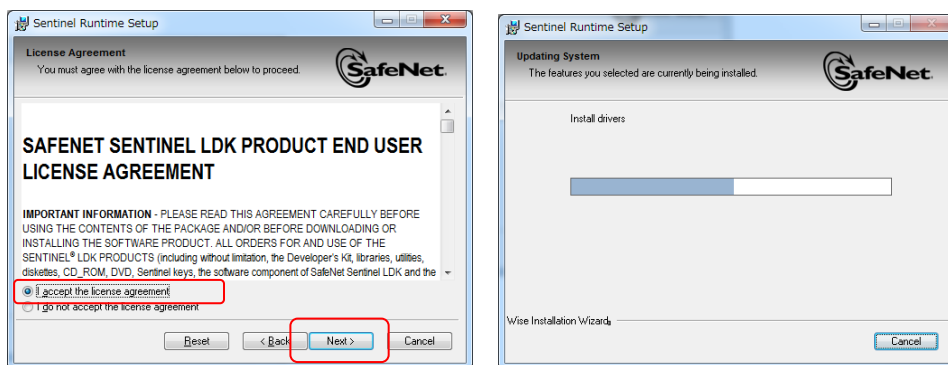 Sentinel Runtime Setup
License Agreement
You must agree with the license agreement below to proceed.
SafeNet.
SAFENET SENTINEL LDK PRODUCT END USER
LICENSE AGREEMENT
IMPORTANT INFORMATION - PLEASE READ THIS AGREEMENT CAREFULLY BEFORE
USING THE CONTENTS OF THE PACKAGE AND/OR BEFORE DOWNLOADING OR
INSTALLING THE SOFTWARE PRODUCT. ALL ORDERS FOR AND USE OF THE
SENTINEL® LDK PRODUCTS (including without limitation, the Developer's Kit, libraries, utilities,
diskettes, CD_ROM, DVD, Sentinel keys, the software component of SafeNet Sentinel LDK and the
I accept the license agreement
I do not accept the license agreement
Reset
< Back
Next >
Cancel
Sentinel Runtime Setup
Updating System
The features you selected are currently being installed.
SafeNet.
Install drivers
Wise Installation Wizard®
Cancel